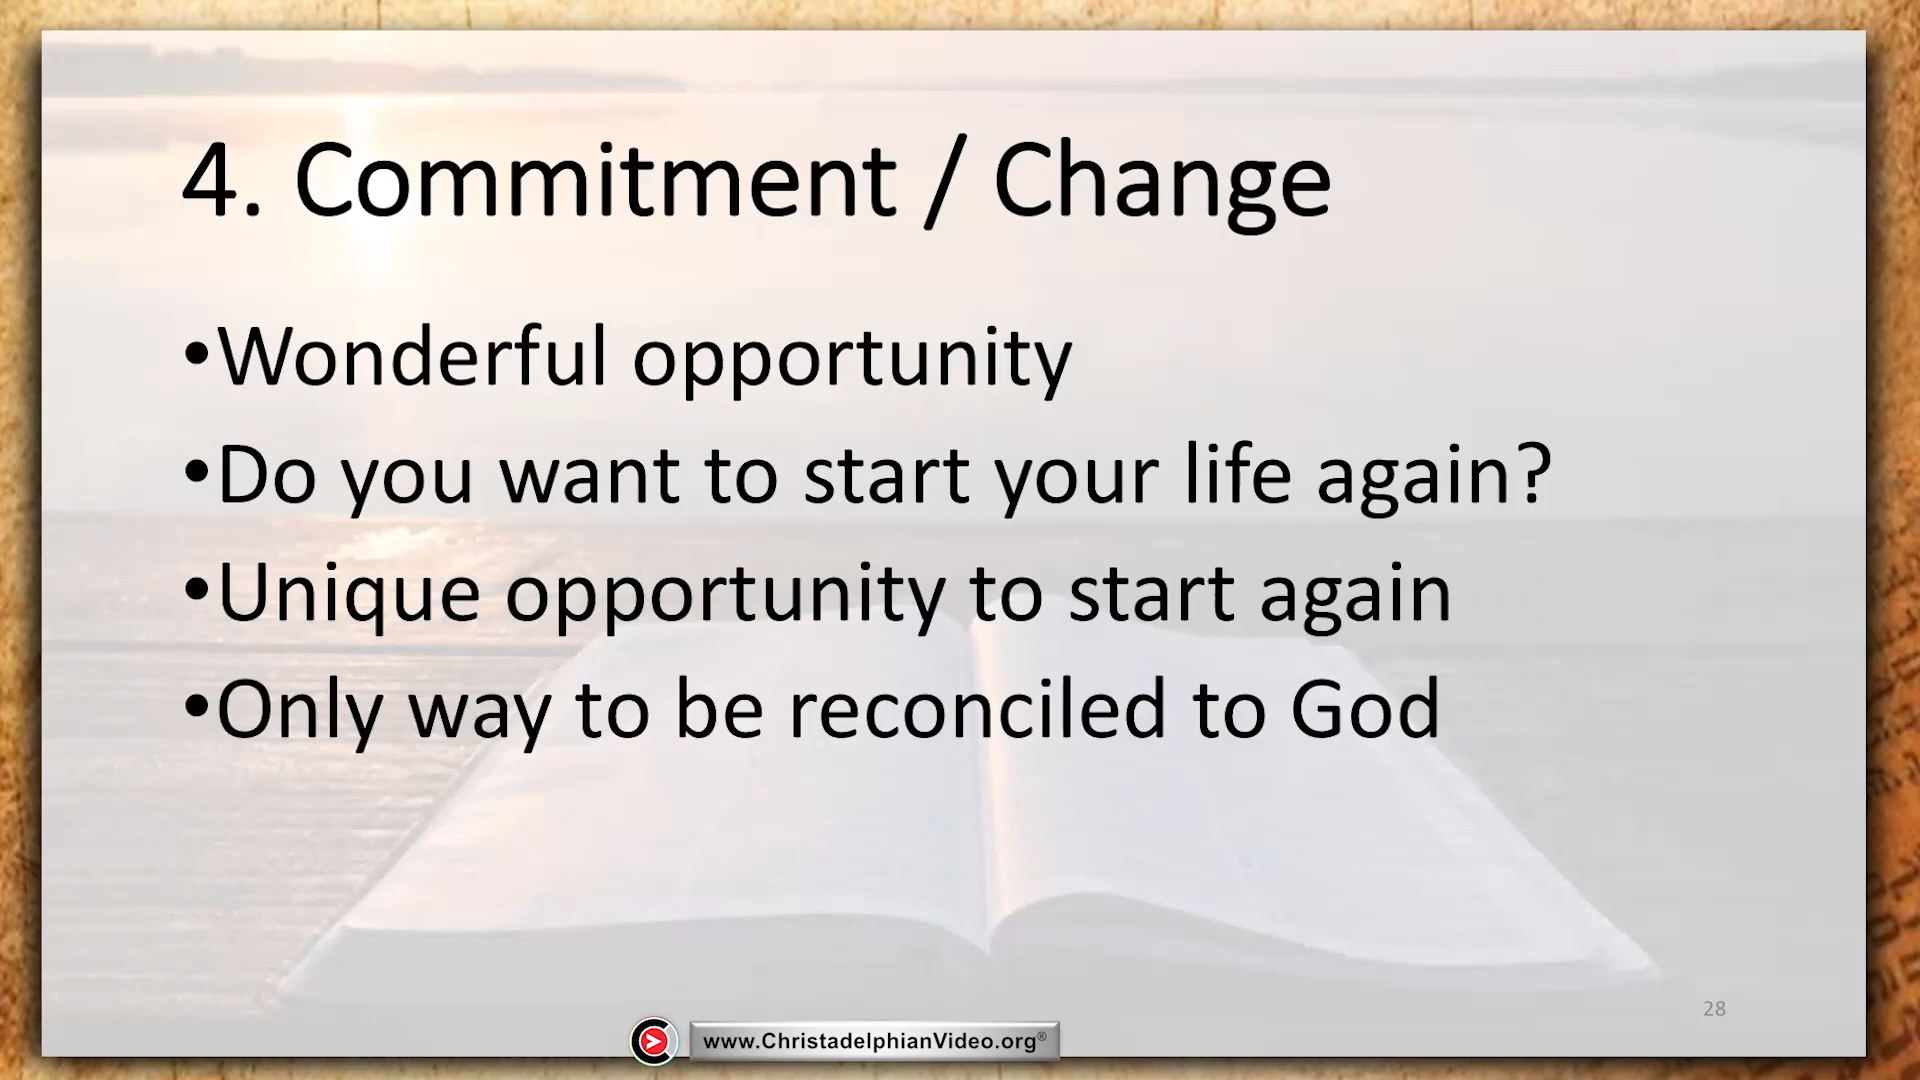 4. Commitment / Change
•Wonderful opportunity
•Do you want to start your life again?
•Unique opportunity to start again
•Only way to be reconciled to God
28
www.ChristadelphianVideo.org®